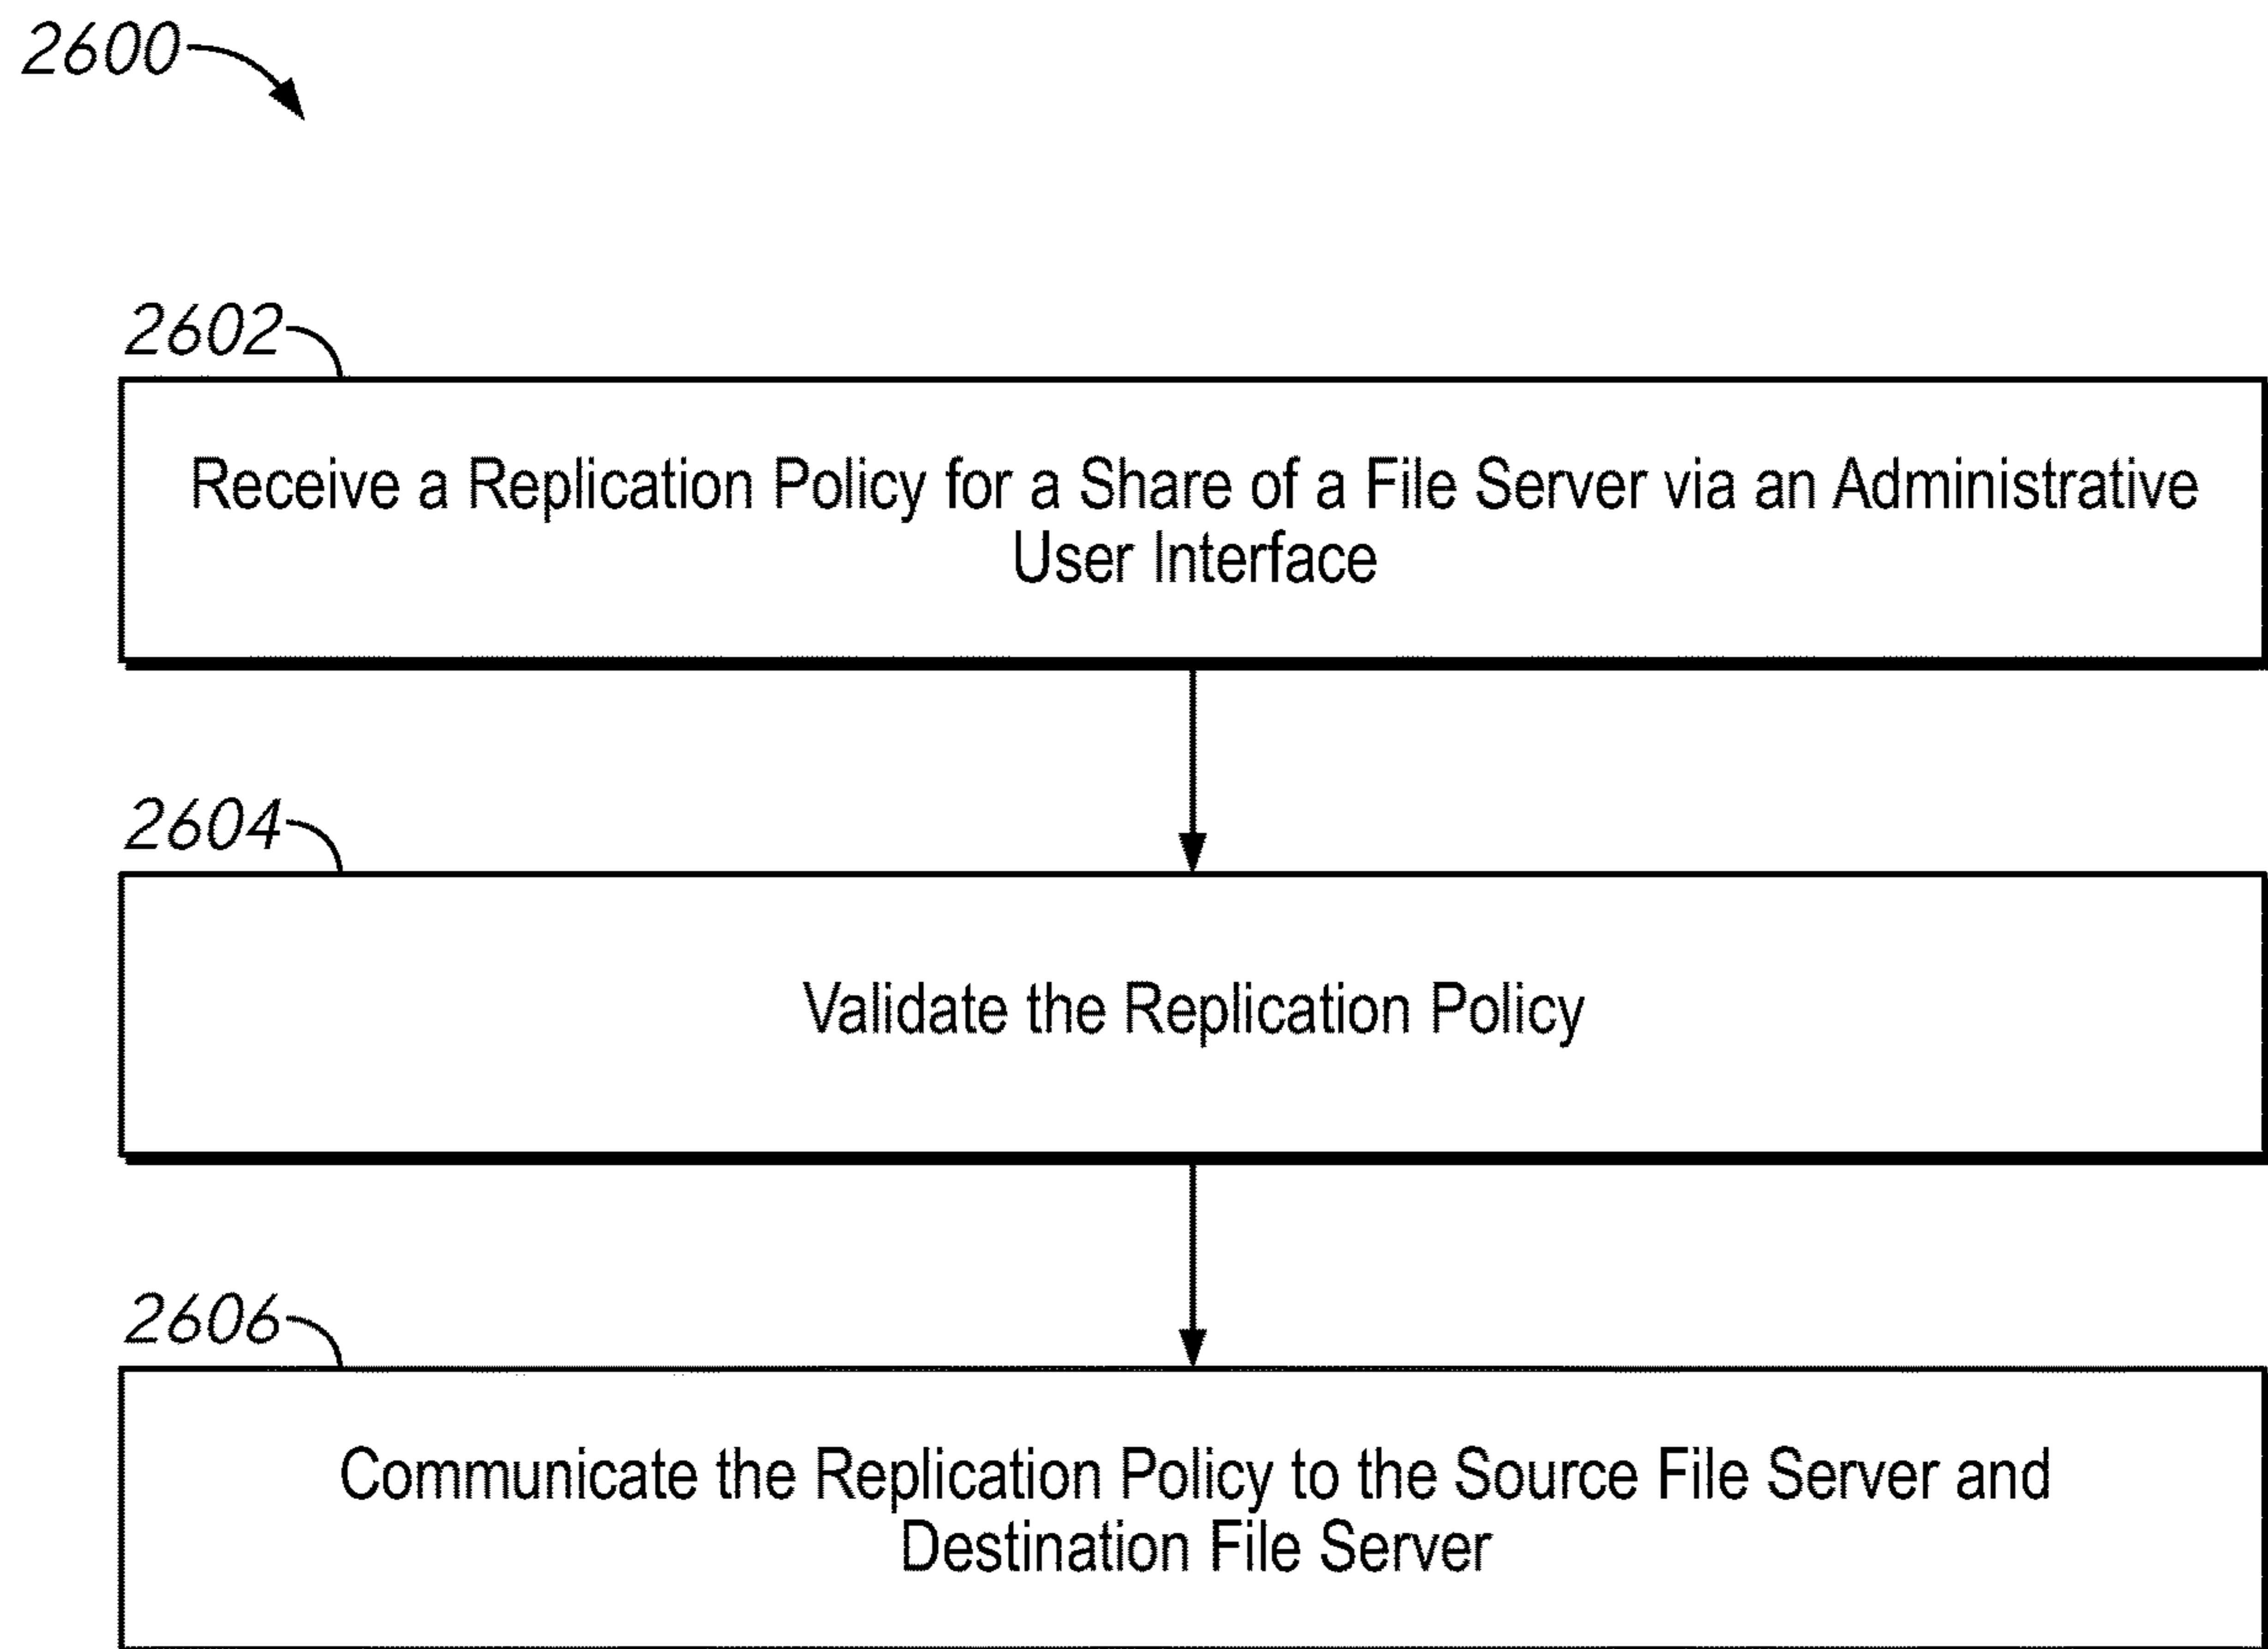 2600
2602
Receive a Replication Policy for a Share of a File Server via an Administrative
User Interface
2604
Validate the Replication Policy
2606
Communicate the Replication Policy to the Source File Server and
Destination File Server